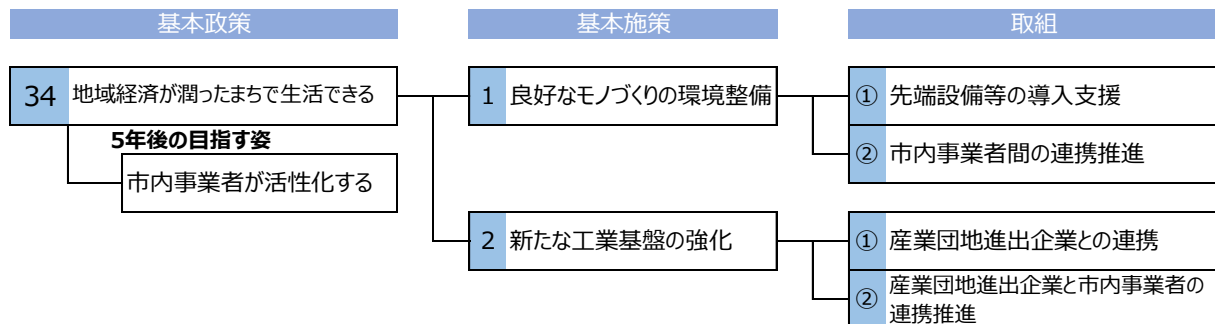 基本政策
基本施策
取組
34 地域経済が潤ったまちで生活できる
5年後の目指す姿
市内事業者が活性化する
1 良好なモノづくりの環境整備
① 先端設備等の導入支援
② 市内事業者間の連携推進
2 新たな工業基盤の強化
① 産業団地進出企業との連携
② 産業団地進出企業と市内事業者の
連携推進